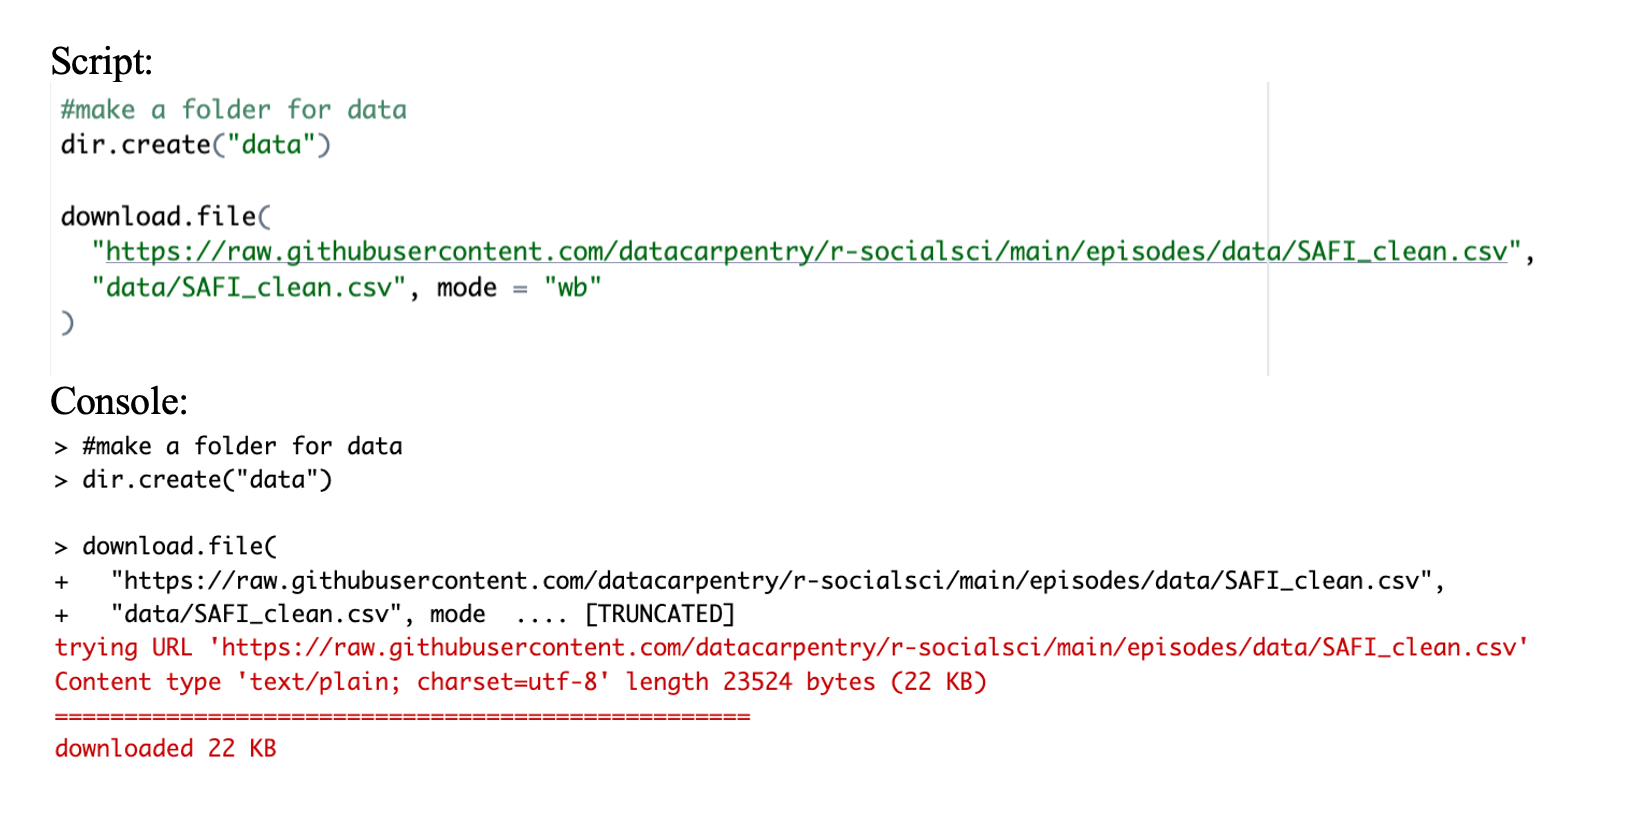 Script:
#make a folder for data
dir.create("data")
download.file(
"https://raw.githubusercontent.com/datacarpentry/r-socialsci/main/episodes/data/SAFI_clean.csv",
"data/SAFI_clean.csv", mode = "wb"
)
Console:
> #make a folder for data
> dir.create("data")
> download.file(
+   "https://raw.githubusercontent.com/datacarpentry/r-socialsci/main/episodes/data/SAFI_clean.csv",
+   "data/SAFI_clean.csv", mode  .... [TRUNCATED]
trying URL 'https://raw.githubusercontent.com/datacarpentry/r-socialsci/main/episodes/data/SAFI_clean.csv'
Content type 'text/plain; charset=utf-8' length 23524 bytes (22 KB)
==================================================
downloaded 22 KB